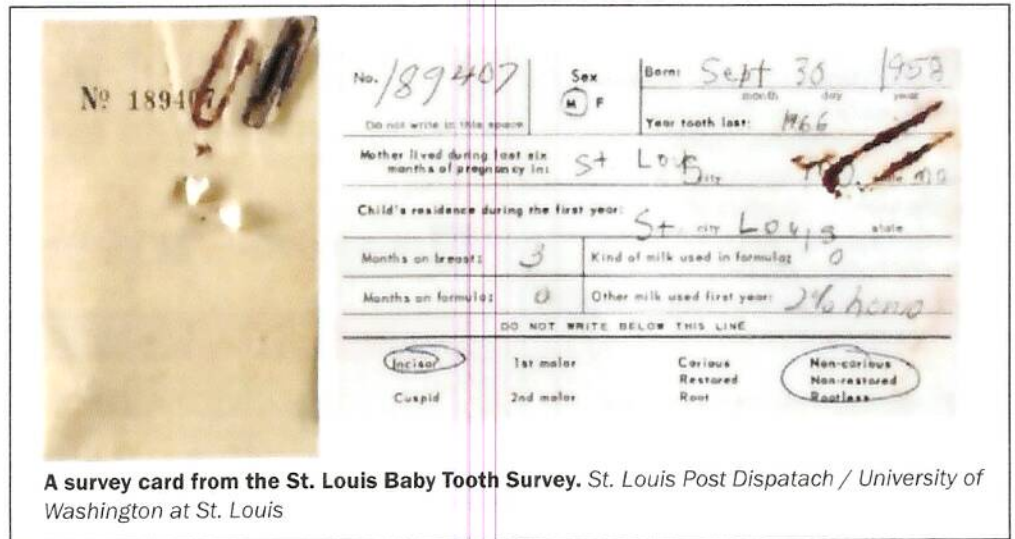 Nº 189407
No. 189407
Do not write in this space
Sex
M F
Born: Sept 30 1958
month day year
Year tooth lost: 1966
Mother lived during last six
months of pregnancy in: St Louis MO.
city state
Child's residence during the first year: St. Louis
city state
Months on breast: 3
Kind of milk used in formula: 0
Months on formula: 0
Other milk used first year: 2% homo
DO NOT WRITE BELOW THIS LINE
Incisor 1st molar Carious Non-carious
Restored Non-restored
Cuspid 2nd molar Root Rootless
A survey card from the St. Louis Baby Tooth Survey. St. Louis Post Dispatach / University of
Washington at St. Louis